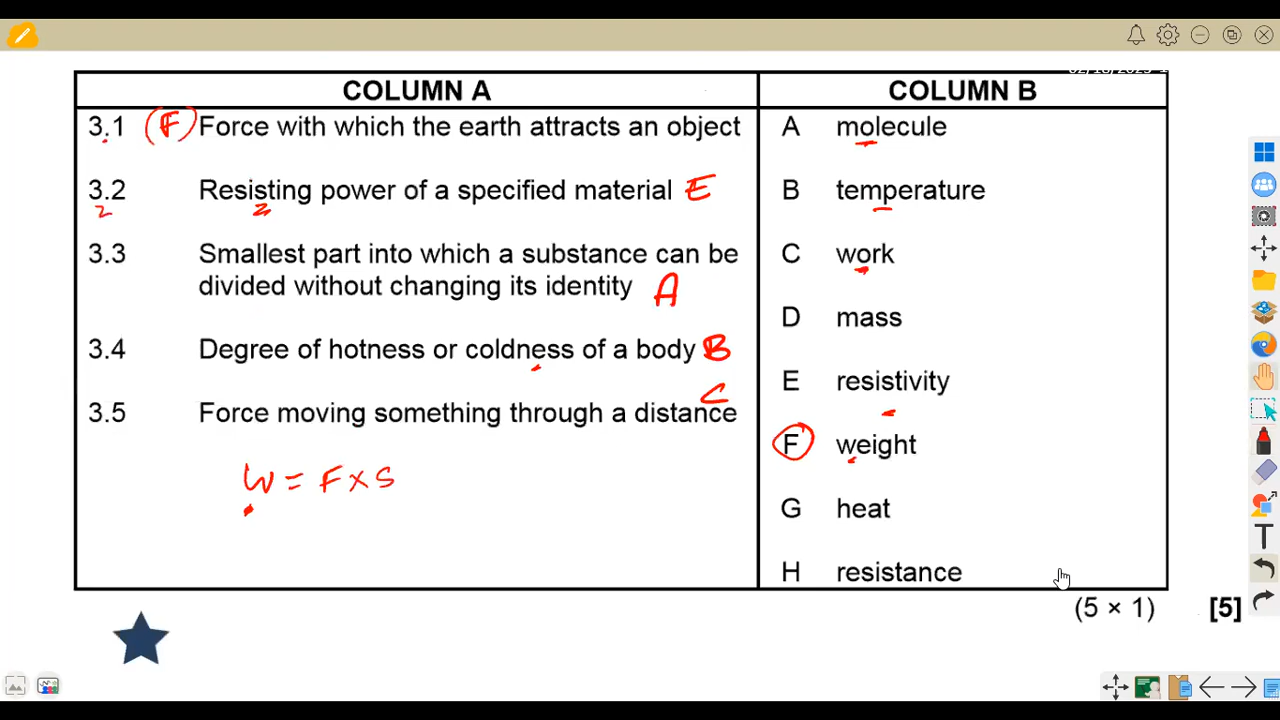 COLUMN A COLUMN B
3.1 (F) Force with which the earth attracts an object A molecule
3.2 Resisting power of a specified material E B temperature
3.3 Smallest part into which a substance can be C work
divided without changing its identity A
D mass
3.4 Degree of hotness or coldness of a body B
E resistivity
C
3.5 Force moving something through a distance
F weight
W = F x S
G heat
H resistance
(5 × 1) [5]